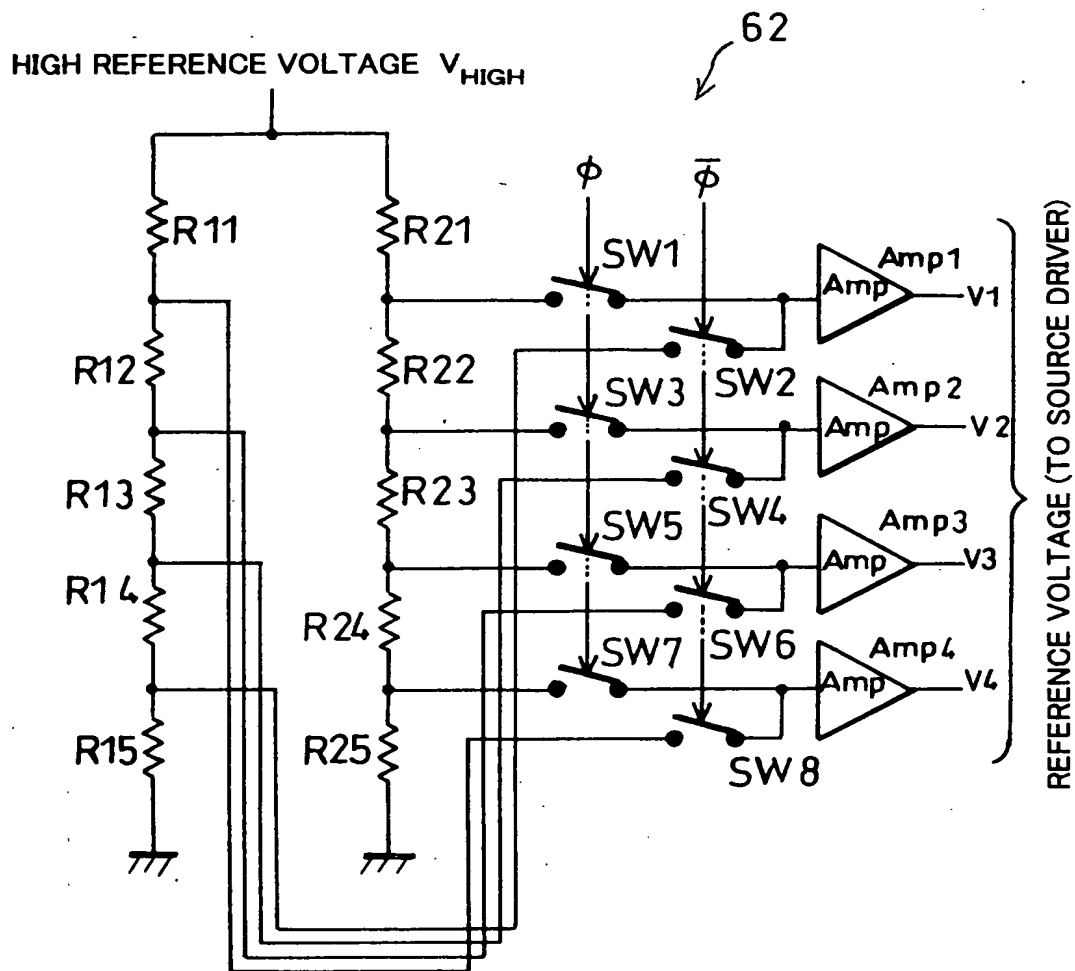 62
HIGH REFERENCE VOLTAGE VHIGH
ϕ
ϕ̅
R11
R21
SW1
Amp
Amp1
V1
R12
R22
SW2
SW3
Amp
Amp2
V2
R13
R23
SW4
SW5
Amp
Amp3
V3
R14
R24
SW6
SW7
Amp
Amp4
V4
R15
R25
SW8
REFERENCE VOLTAGE (TO SOURCE DRIVER)